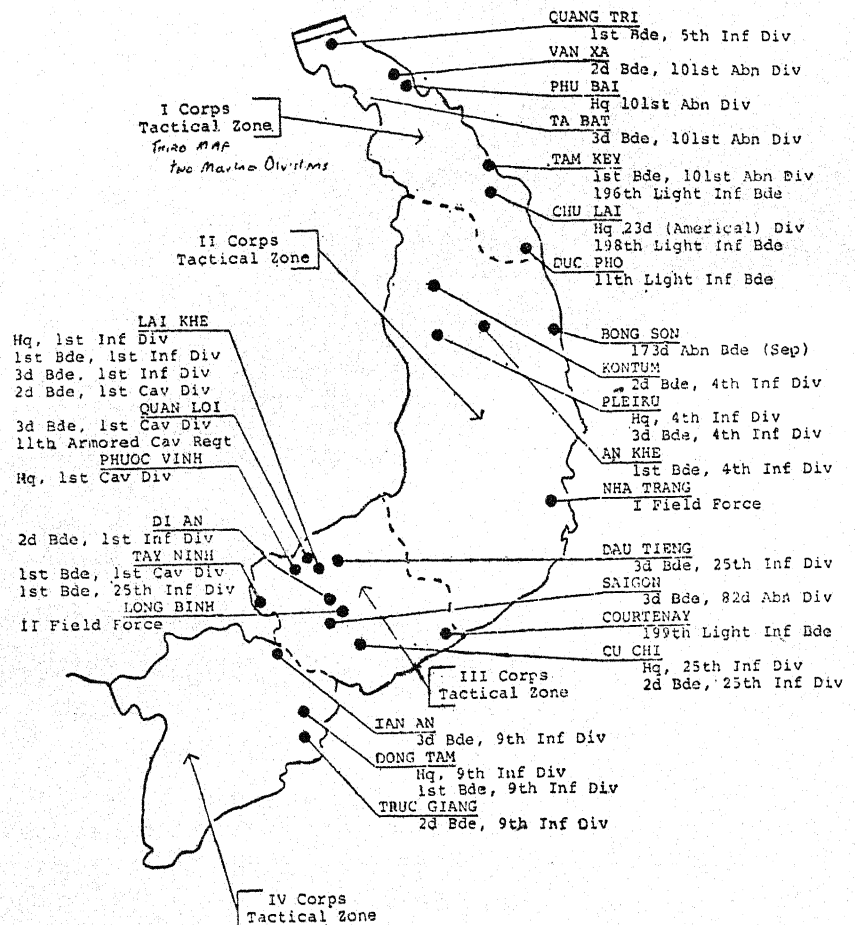 QUANG TRI
1st Bde, 5th Inf Div
VAN XA
2d Bde, 101st Abn Div
PHU BAI
Hq 101st Abn Div
TA BAT
3d Bde, 101st Abn Div
TAM KEY
1st Bde, 101st Abn Div
196th Light Inf Bde
CHU LAI
Hq 23d (Americal) Div
198th Light Inf Bde
DUC PHO
11th Light Inf Bde
I Corps
Tactical Zone
THIRD MAF
two Marine Divisions
II Corps
Tactical Zone
BONG SON
173d Abn Bde (Sep)
KONTUM
2d Bde, 4th Inf Div
PLEIRU
Hq, 4th Inf Div
3d Bde, 4th Inf Div
AN KHE
1st Bde, 4th Inf Div
NHA TRANG
I Field Force
LAI KHE
Hq, 1st Inf Div
1st Bde, 1st Inf Div
3d Bde, 1st Inf Div
2d Bde, 1st Cav Div
QUAN LOI
3d Bde, 1st Cav Div
11th Armored Cav Regt
PHUOC VINH
Hq, 1st Cav Div
DI AN
2d Bde, 1st Inf Div
TAY NINH
1st Bde, 1st Cav Div
1st Bde, 25th Inf Div
LONG BINH
II Field Force
DAU TIENG
3d Bde, 25th Inf Div
SAIGON
3d Bde, 82d Abn Div
COURTENAY
199th Light Inf Bde
CU CHI
Hq, 25th Inf Div
2d Bde, 25th Inf Div
III Corps
Tactical Zone
IAN AN
3d Bde, 9th Inf Div
DONG TAM
Hq, 9th Inf Div
1st Bde, 9th Inf Div
TRUC GIANG
2d Bde, 9th Inf Div
IV Corps
Tactical Zone